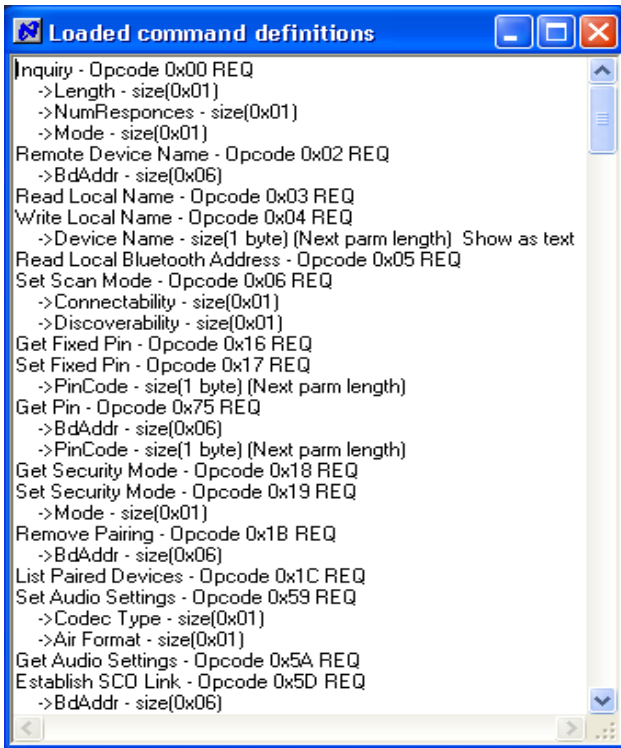 Loaded command definitions
Inquiry - Opcode 0x00 REQ
->Length - size(0x01)
->NumResponces - size(0x01)
->Mode - size(0x01)
Remote Device Name - Opcode 0x02 REQ
->BdAddr - size(0x06)
Read Local Name - Opcode 0x03 REQ
Write Local Name - Opcode 0x04 REQ
->Device Name - size(1 byte) (Next parm length)  Show as text
Read Local Bluetooth Address - Opcode 0x05 REQ
Set Scan Mode - Opcode 0x06 REQ
->Connectability - size(0x01)
->Discoverability - size(0x01)
Get Fixed Pin - Opcode 0x16 REQ
Set Fixed Pin - Opcode 0x17 REQ
->PinCode - size(1 byte) (Next parm length)
Get Pin - Opcode 0x75 REQ
->BdAddr - size(0x06)
->PinCode - size(1 byte) (Next parm length)
Get Security Mode - Opcode 0x18 REQ
Set Security Mode - Opcode 0x19 REQ
->Mode - size(0x01)
Remove Pairing - Opcode 0x1B REQ
->BdAddr - size(0x06)
List Paired Devices - Opcode 0x1C REQ
Set Audio Settings - Opcode 0x59 REQ
->Codec Type - size(0x01)
->Air Format - size(0x01)
Get Audio Settings - Opcode 0x5A REQ
Establish SCO Link - Opcode 0x5D REQ
->BdAddr - size(0x06)